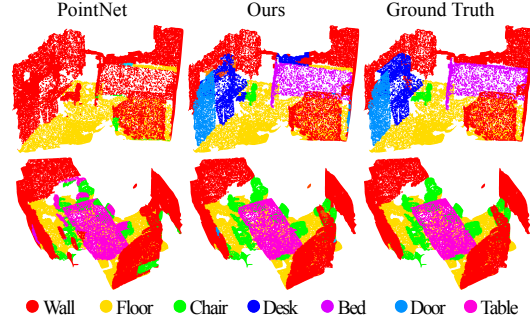 PointNet Ours Ground Truth
Wall Floor Chair Desk Bed Door Table